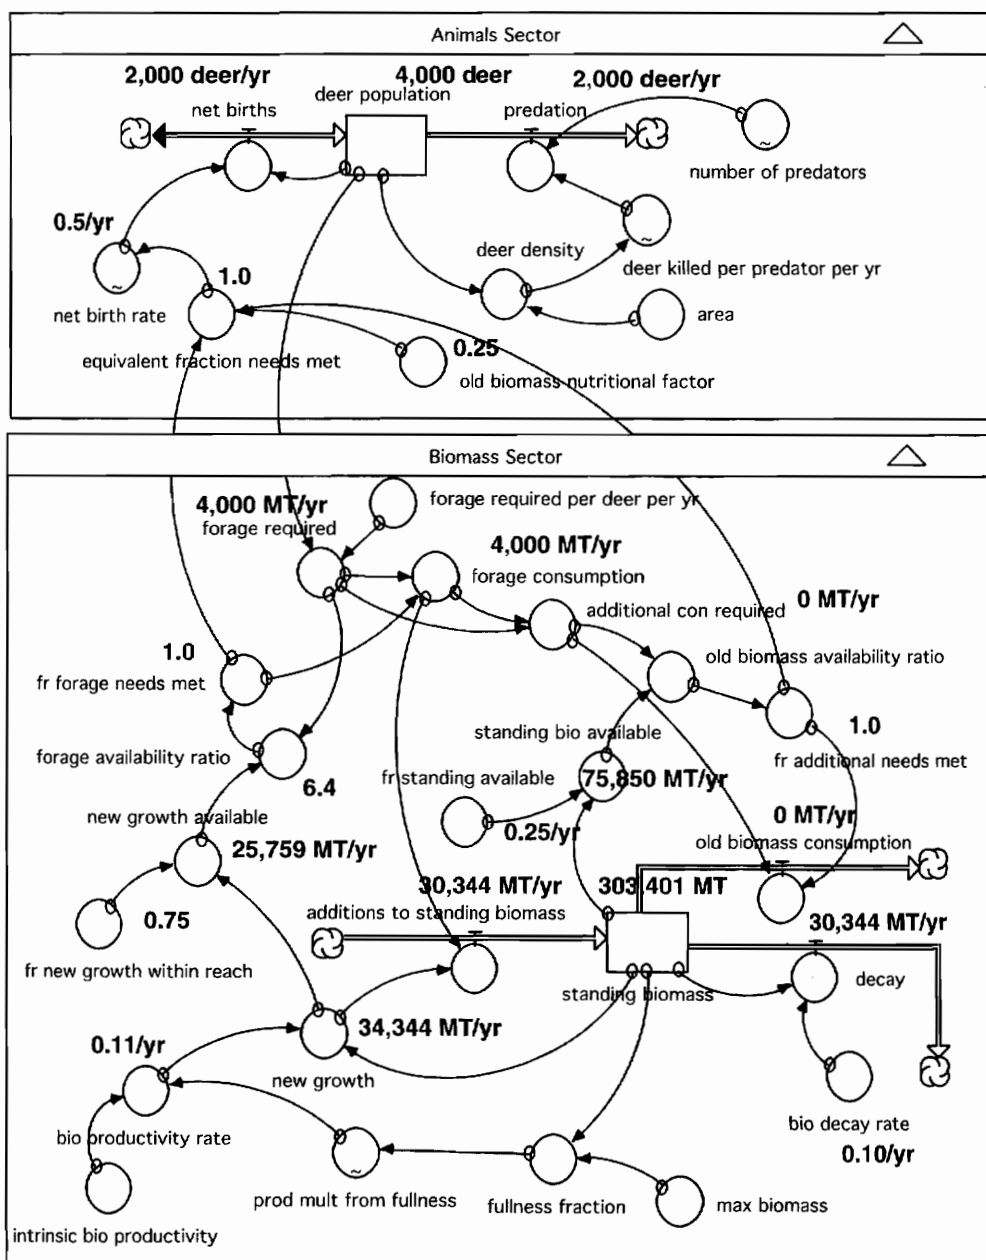 Animals Sector
2,000 deer/yr
4,000 deer
2,000 deer/yr
net births
deer population
predation
~
number of predators
0.5/yr
~
deer density
~
deer killed per predator per yr
1.0
net birth rate
area
equivalent fraction needs met
0.25
old biomass nutritional factor
Biomass Sector
4,000 MT/yr
forage required per deer per yr
forage required
4,000 MT/yr
forage consumption
additional con required
0 MT/yr
1.0
fr forage needs met
old biomass availability ratio
standing bio available
1.0
forage availability ratio
fr additional needs met
6.4
fr standing available
75,850 MT/yr
new growth available
0.25/yr
0 MT/yr
25,759 MT/yr
old biomass consumption
30,344 MT/yr
303,401 MT
0.75
additions to standing biomass
30,344 MT/yr
fr new growth within reach
standing biomass
decay
34,344 MT/yr
0.11/yr
new growth
bio productivity rate
bio decay rate
0.10/yr
~
prod mult from fullness
fullness fraction
max biomass
intrinsic bio productivity